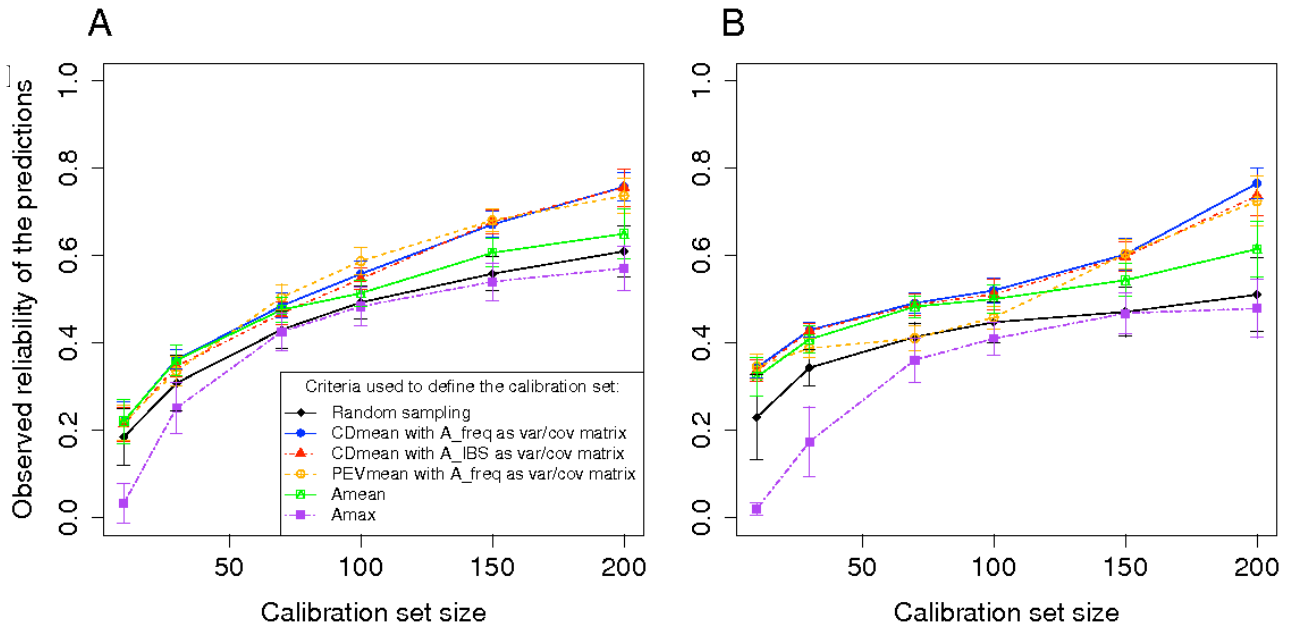 A
B
]
Observed reliability of the predictions
1.0
0.8
0.6
0.4
0.2
0.0
Criteria used to define the calibration set:
Random sampling
CDmean with A_freq as var/cov matrix
CDmean with A_IBS as var/cov matrix
PEVmean with A_freq as var/cov matrix
Amean
Amax
50
100
150
200
Calibration set size
1.0
0.8
0.6
0.4
0.2
0.0
50
100
150
200
Calibration set size